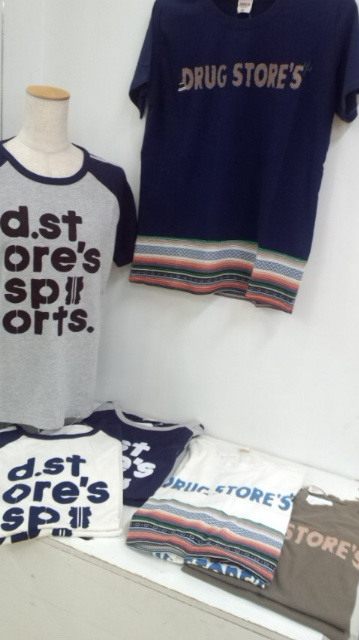 DRUG STORE'S
d.st
ore's
sp
orts.
d.st
ore's
sp
DRUG STORE'S
STORE'S